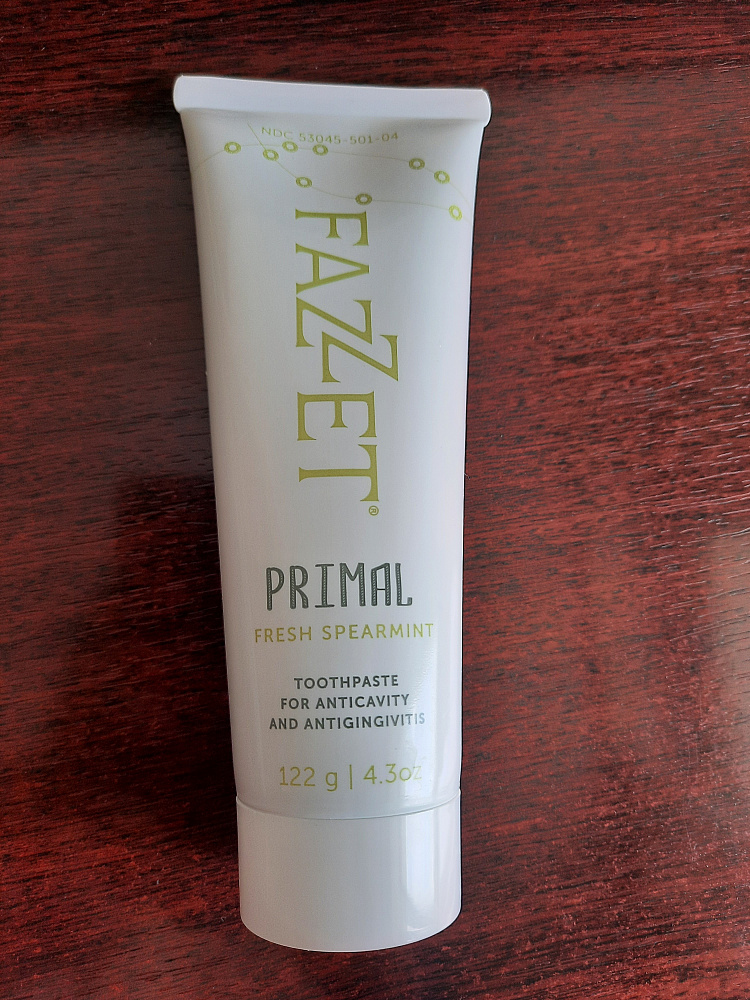 NDC 53045-501-04
FAZZET®
PRIMAL
FRESH SPEARMINT
TOOTHPASTE
FOR ANTICAVITY
AND ANTIGINGIVITIS
122 g | 4.3oz